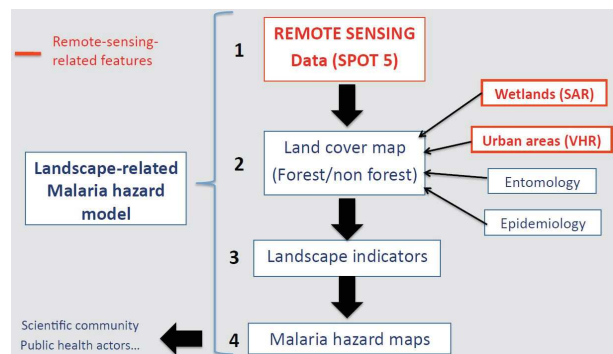 Remote-sensing-
related features
1
REMOTE SENSING
Data (SPOT 5)
Wetlands (SAR)
Urban areas (VHR)
Landscape-related
Malaria hazard
model
2
Land cover map
(Forest/non forest)
Entomology
Epidemiology
3
Landscape indicators
Scientific community
Public health actors...
4
Malaria hazard maps